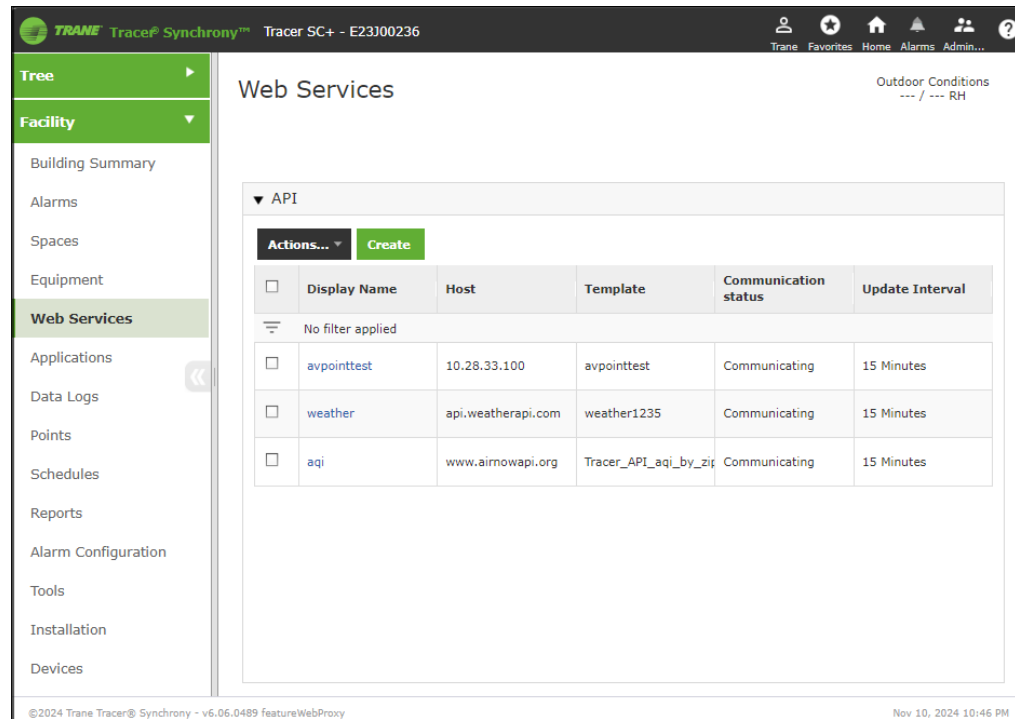 TRANE Tracer® Synchrony™ Tracer SC+ - E23J00236
Trane Favorites Home Alarms Admin...
Tree
Facility
Building Summary
Alarms
Spaces
Equipment
Web Services
Applications
Data Logs
Points
Schedules
Reports
Alarm Configuration
Tools
Installation
Devices
Web Services
Outdoor Conditions
--- / --- RH
API
Actions... Create
Display Name Host Template Communication status Update Interval
No filter applied
avpointtest 10.28.33.100 avpointtest Communicating 15 Minutes
weather api.weatherapi.com weather1235 Communicating 15 Minutes
aqi www.airnowapi.org Tracer_API_aqi_by_zip Communicating 15 Minutes
©2024 Trane Tracer® Synchrony - v6.06.0489 featureWebProxy
Nov 10, 2024 10:46 PM